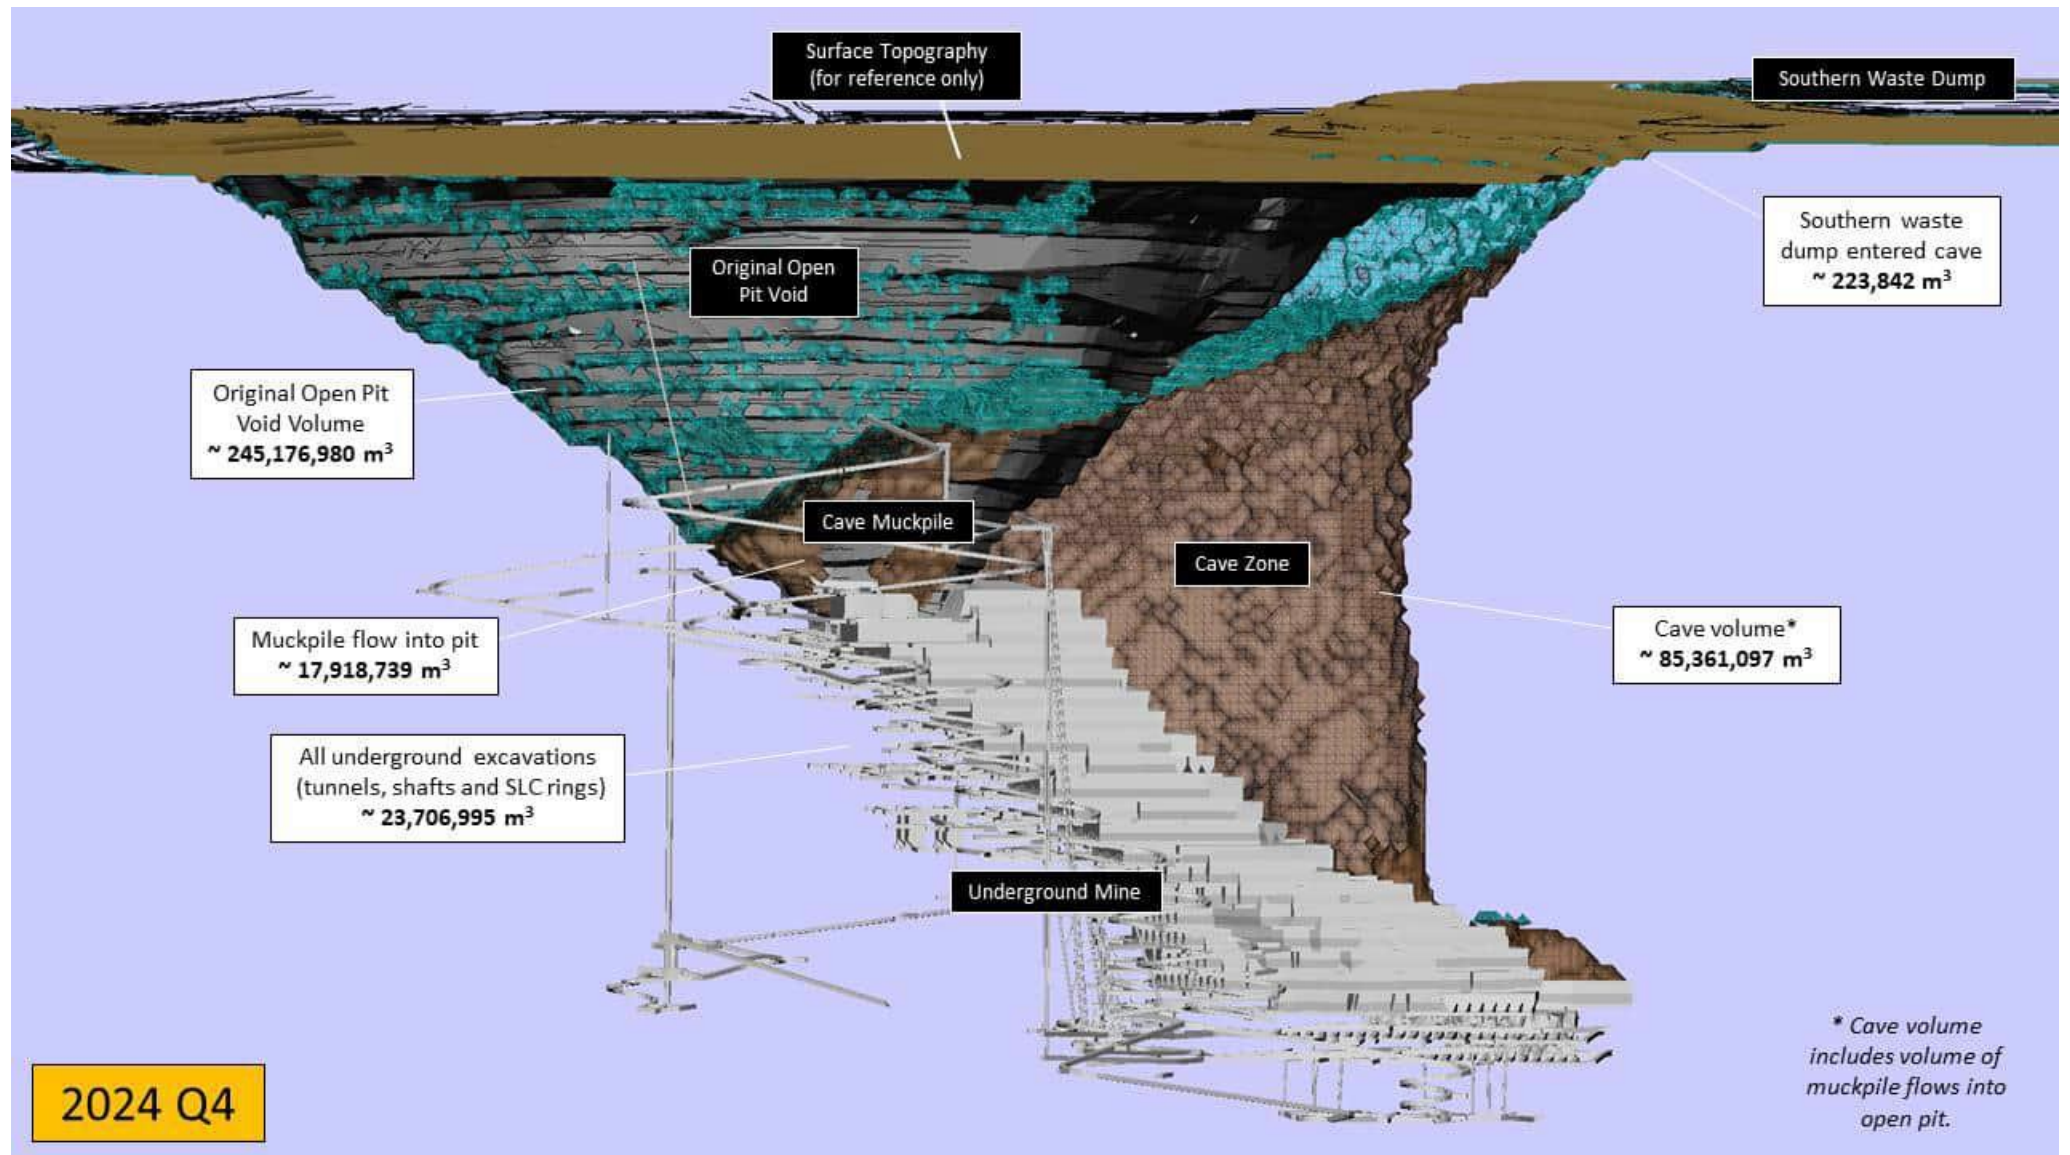 Surface Topography
(for reference only)
Southern Waste Dump
Southern waste
dump entered cave
~ 223,842 m³
Original Open
Pit Void
Original Open Pit
Void Volume
~ 245,176,980 m³
Cave Muckpile
Cave Zone
Muckpile flow into pit
~ 17,918,739 m³
Cave volume*
~ 85,361,097 m³
All underground excavations
(tunnels, shafts and SLC rings)
~ 23,706,995 m³
Underground Mine
* Cave volume
includes volume of
muckpile flows into
open pit.
2024 Q4